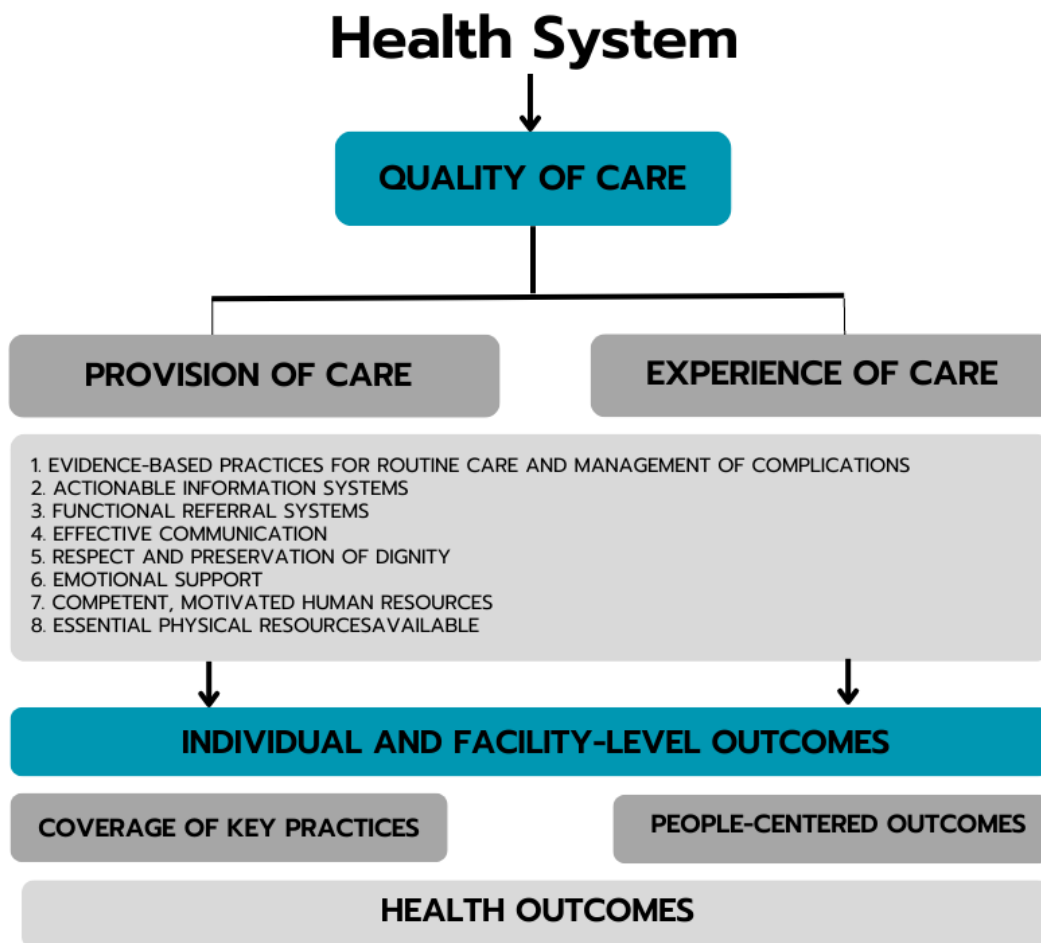 Health System
QUALITY OF CARE
PROVISION OF CARE
EXPERIENCE OF CARE
1. EVIDENCE-BASED PRACTICES FOR ROUTINE CARE AND MANAGEMENT OF COMPLICATIONS
2. ACTIONABLE INFORMATION SYSTEMS
3. FUNCTIONAL REFERRAL SYSTEMS
4. EFFECTIVE COMMUNICATION
5. RESPECT AND PRESERVATION OF DIGNITY
6. EMOTIONAL SUPPORT
7. COMPETENT, MOTIVATED HUMAN RESOURCES
8. ESSENTIAL PHYSICAL RESOURCESAVAILABLE
INDIVIDUAL AND FACILITY-LEVEL OUTCOMES
COVERAGE OF KEY PRACTICES
PEOPLE-CENTERED OUTCOMES
HEALTH OUTCOMES